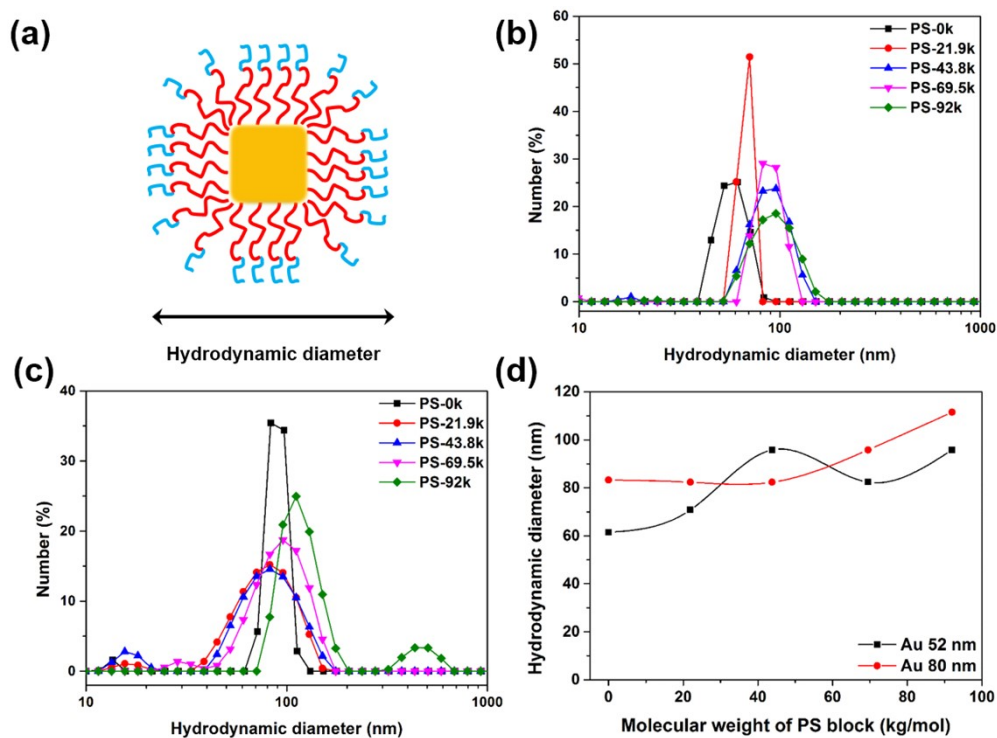 (a)
Hydrodynamic diameter
(b)
60
50
40
30
20
10
0
Number (%)
PS-0k
PS-21.9k
PS-43.8k
PS-69.5k
PS-92k
10
100
1000
Hydrodynamic diameter (nm)
(c)
40
30
20
10
0
Number (%)
PS-0k
PS-21.9k
PS-43.8k
PS-69.5k
PS-92k
10
100
1000
Hydrodynamic diameter (nm)
(d)
120
100
80
60
40
20
0
Hydrodynamic diameter (nm)
Au 52 nm
Au 80 nm
0
20
40
60
80
100
Molecular weight of PS block (kg/mol)